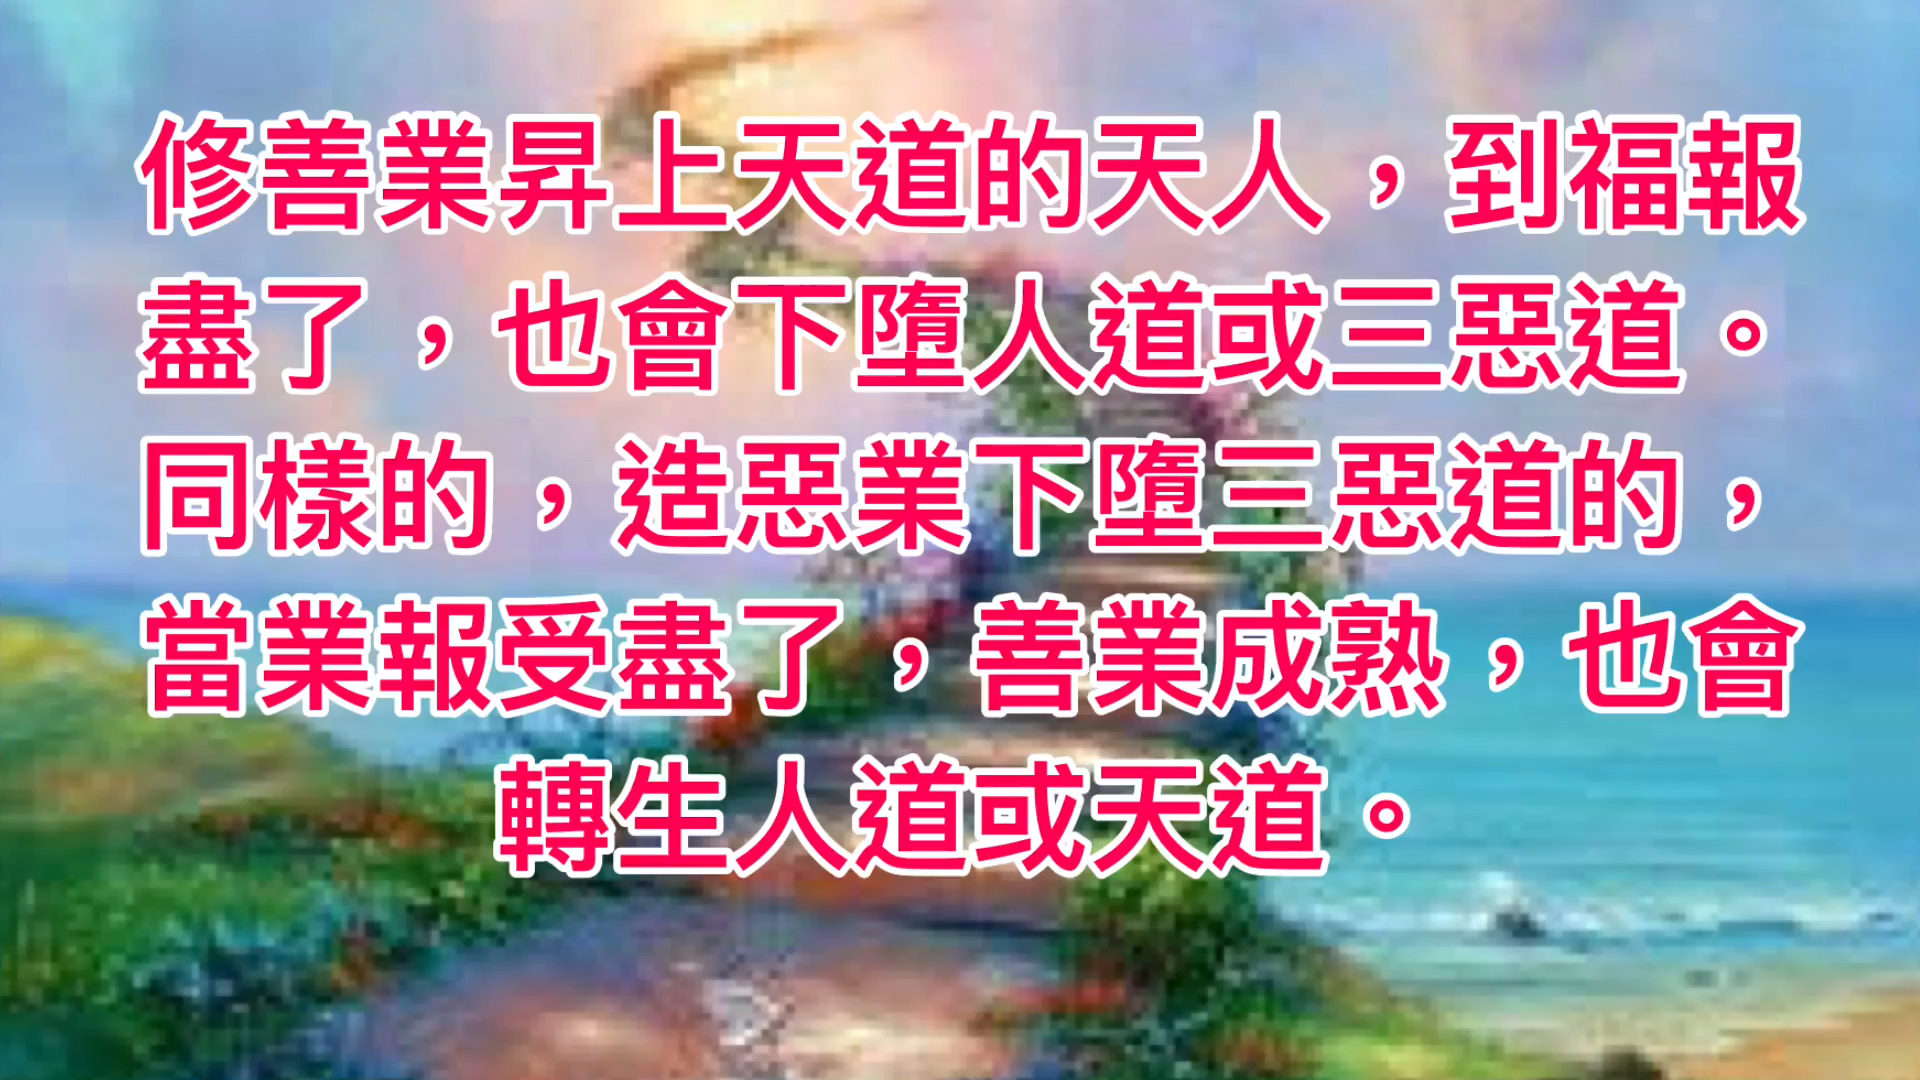 修善業昇上天道的天人，到福報
盡了，也會下墮人道或三惡道。
同樣的，造惡業下墮三惡道的，
當業報受盡了，善業成熟，也會
轉生人道或天道。